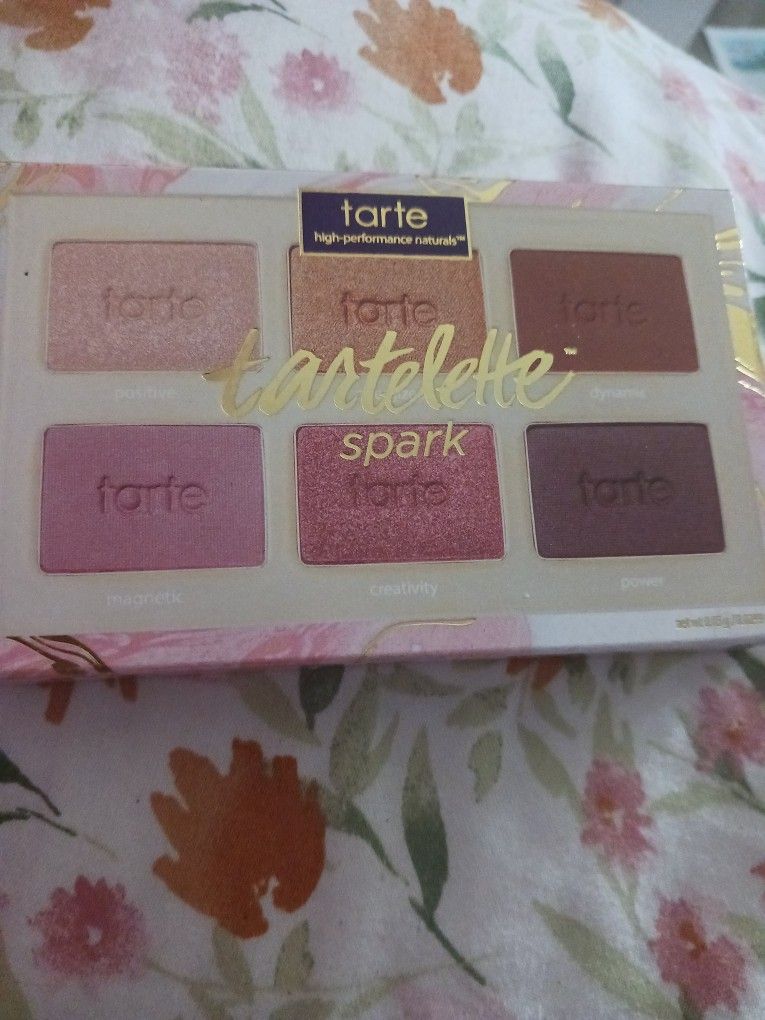 tarte
high-performance naturals™
tarte tarte tarte
tartelette™
positive dynamic
spark
tarte tarte tarte
magnetic creativity power